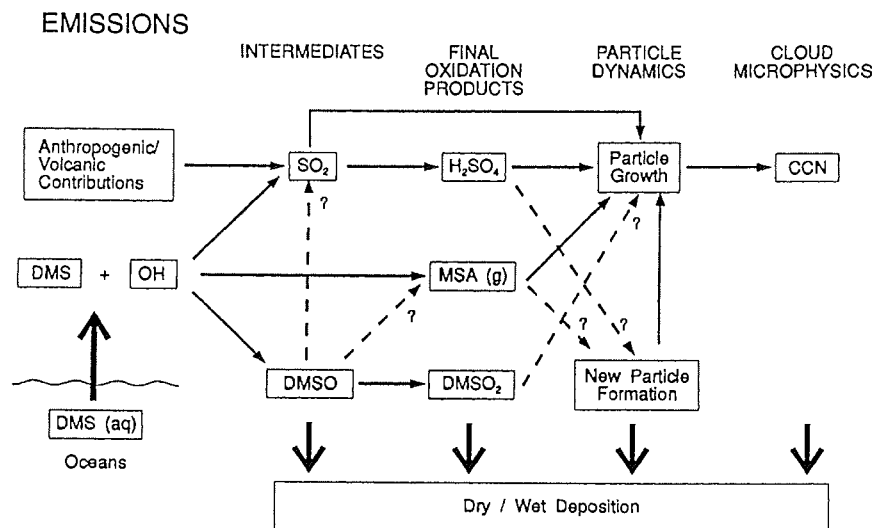 EMISSIONS
INTERMEDIATES
FINAL
OXIDATION
PRODUCTS
PARTICLE
DYNAMICS
CLOUD
MICROPHYSICS
Anthropogenic/
Volcanic
Contributions
SO₂
H₂SO₄
Particle
Growth
CCN
?
?
DMS + OH
MSA (g)
?
?
?
DMSO
DMSO₂
New Particle
Formation
DMS (aq)
Oceans
Dry / Wet Deposition